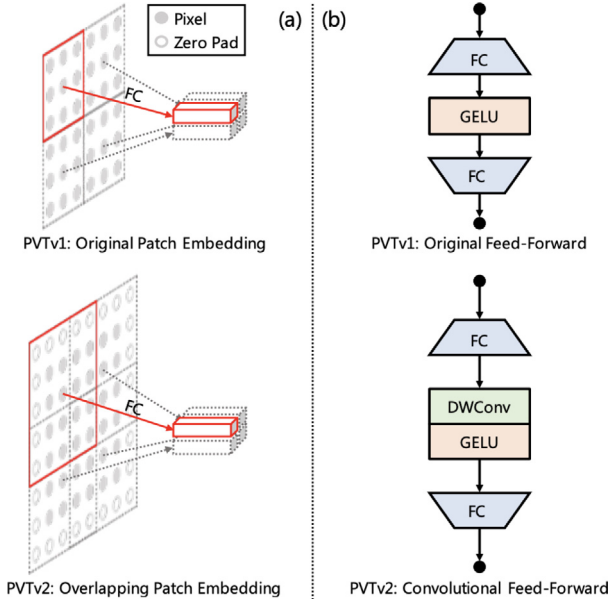 Pixel
Zero Pad
(a)
FC
PVTv1: Original Patch Embedding
FC
PVTv2: Overlapping Patch Embedding
(b)
FC
GELU
FC
PVTv1: Original Feed-Forward
FC
DWConv
GELU
FC
PVTv2: Convolutional Feed-Forward